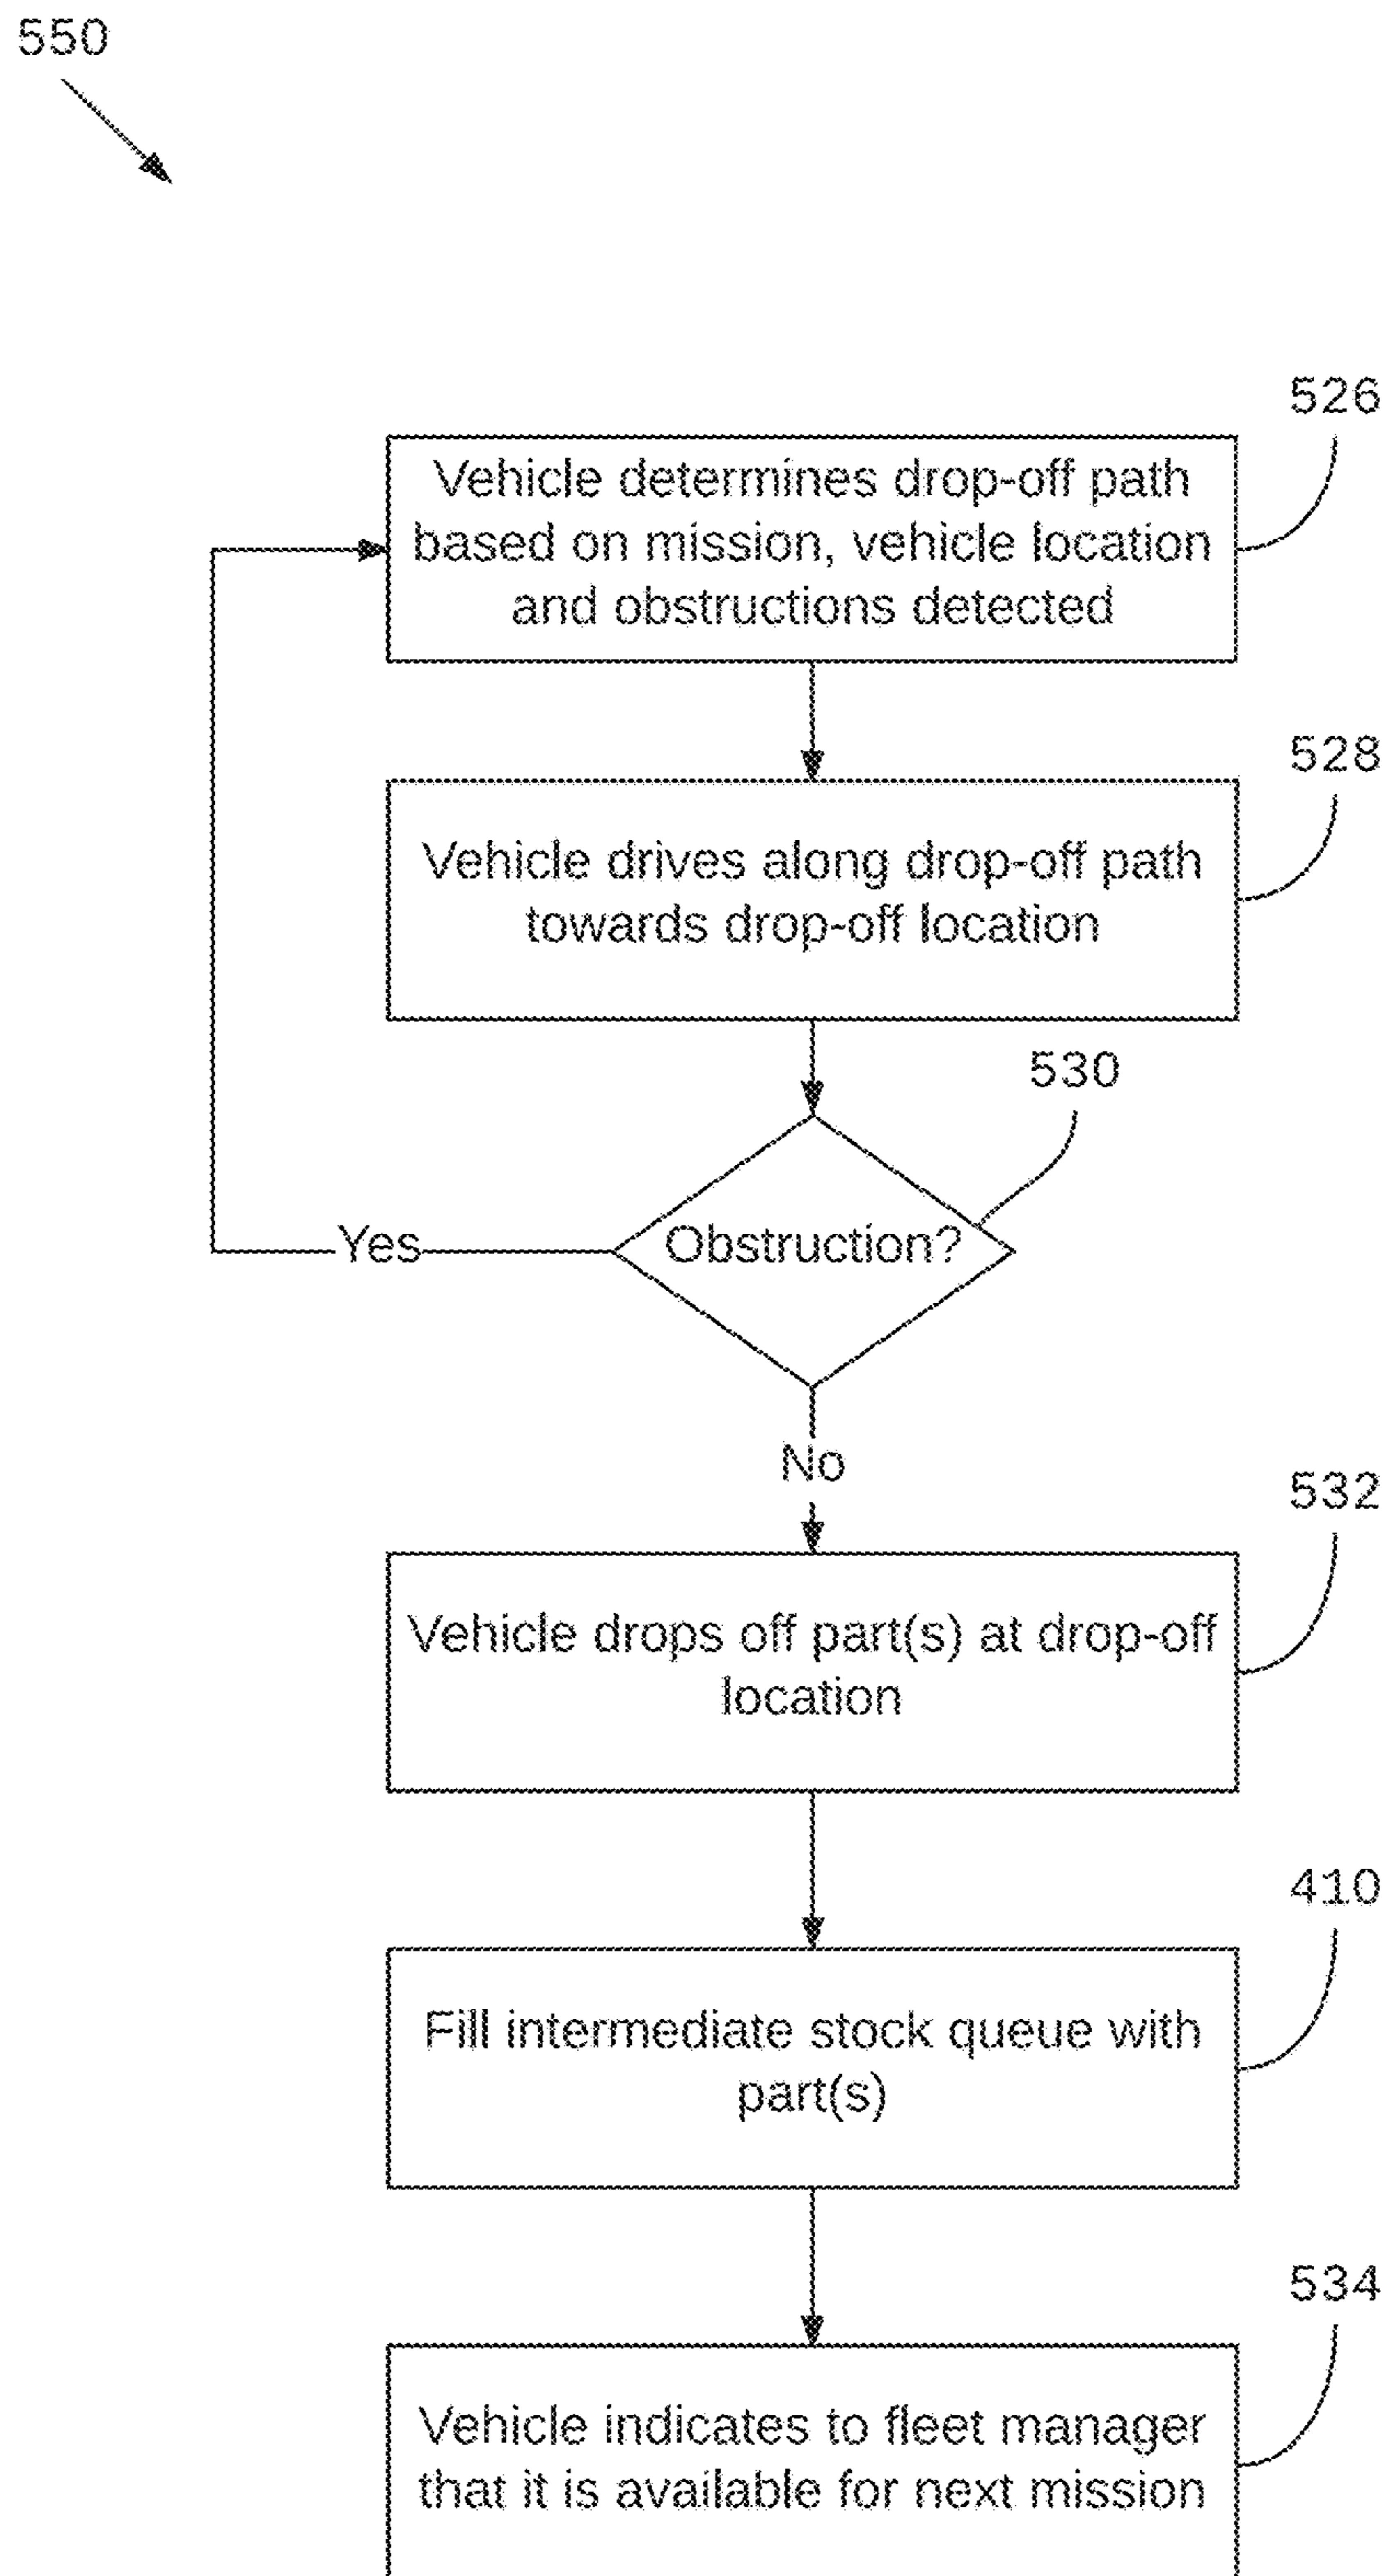 550
526
Vehicle determines drop-off path
based on mission, vehicle location
and obstructions detected
528
Vehicle drives along drop-off path
towards drop-off location
530
Obstruction?
Yes
No
532
Vehicle drops off part(s) at drop-off
location
410
Fill intermediate stock queue with
part(s)
534
Vehicle indicates to fleet manager
that it is available for next mission